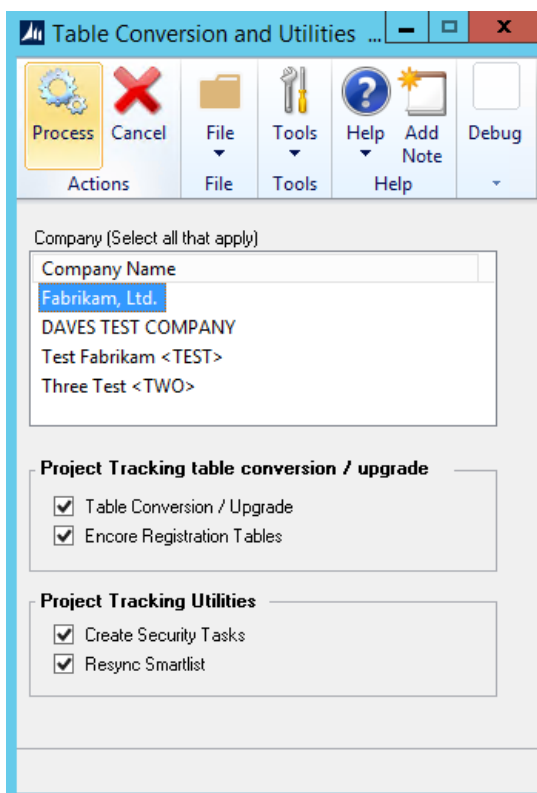 Table Conversion and Utilities ...
Process Cancel File Tools Help Add Note Debug
Actions File Tools Help
Company (Select all that apply)
Company Name
Fabrikam, Ltd.
DAVES TEST COMPANY
Test Fabrikam <TEST>
Three Test <TWO>
Project Tracking table conversion / upgrade
Table Conversion / Upgrade
Encore Registration Tables
Project Tracking Utilities
Create Security Tasks
Resync Smartlist